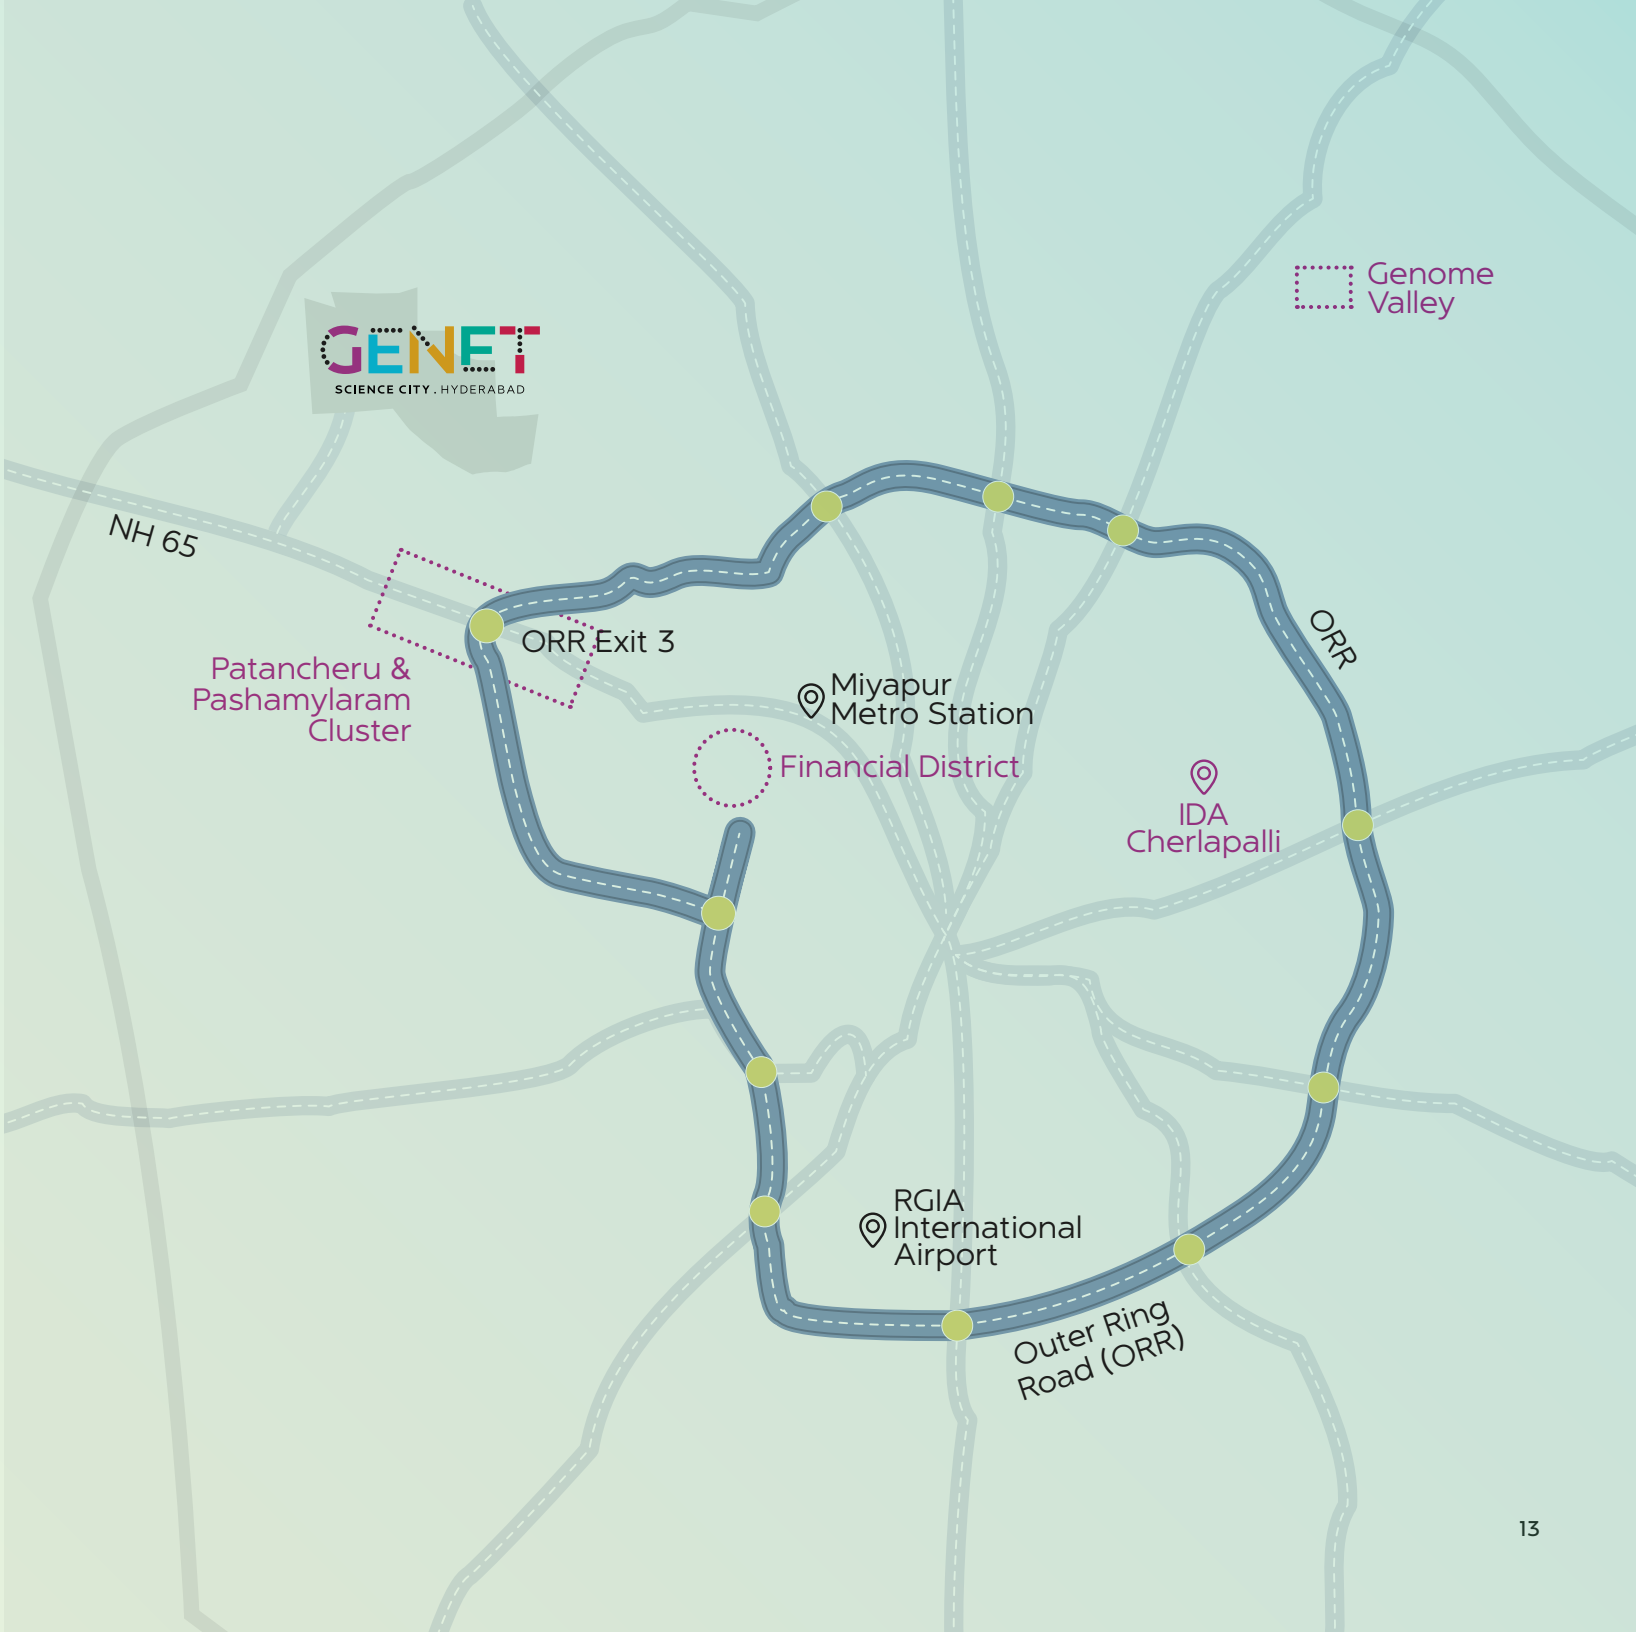 Genome
Valley
GENET
SCIENCE CITY . HYDERABAD
NH 65
ORR
ORR Exit 3
Patancheru &
Pashamylaram
Cluster
Miyapur
Metro Station
Financial District
IDA
Cherlapalli
RGIA
International
Airport
Outer Ring
Road (ORR)
13